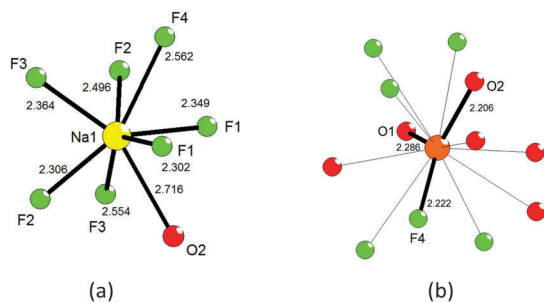 F4
F2
F3
2.562
2.496
2.364
2.349
Na1
F1
F1
2.302
2.306
2.716
2.554
F2
F3
O2
(a)
O2
2.206
O1
2.286
2.222
F4
(b)